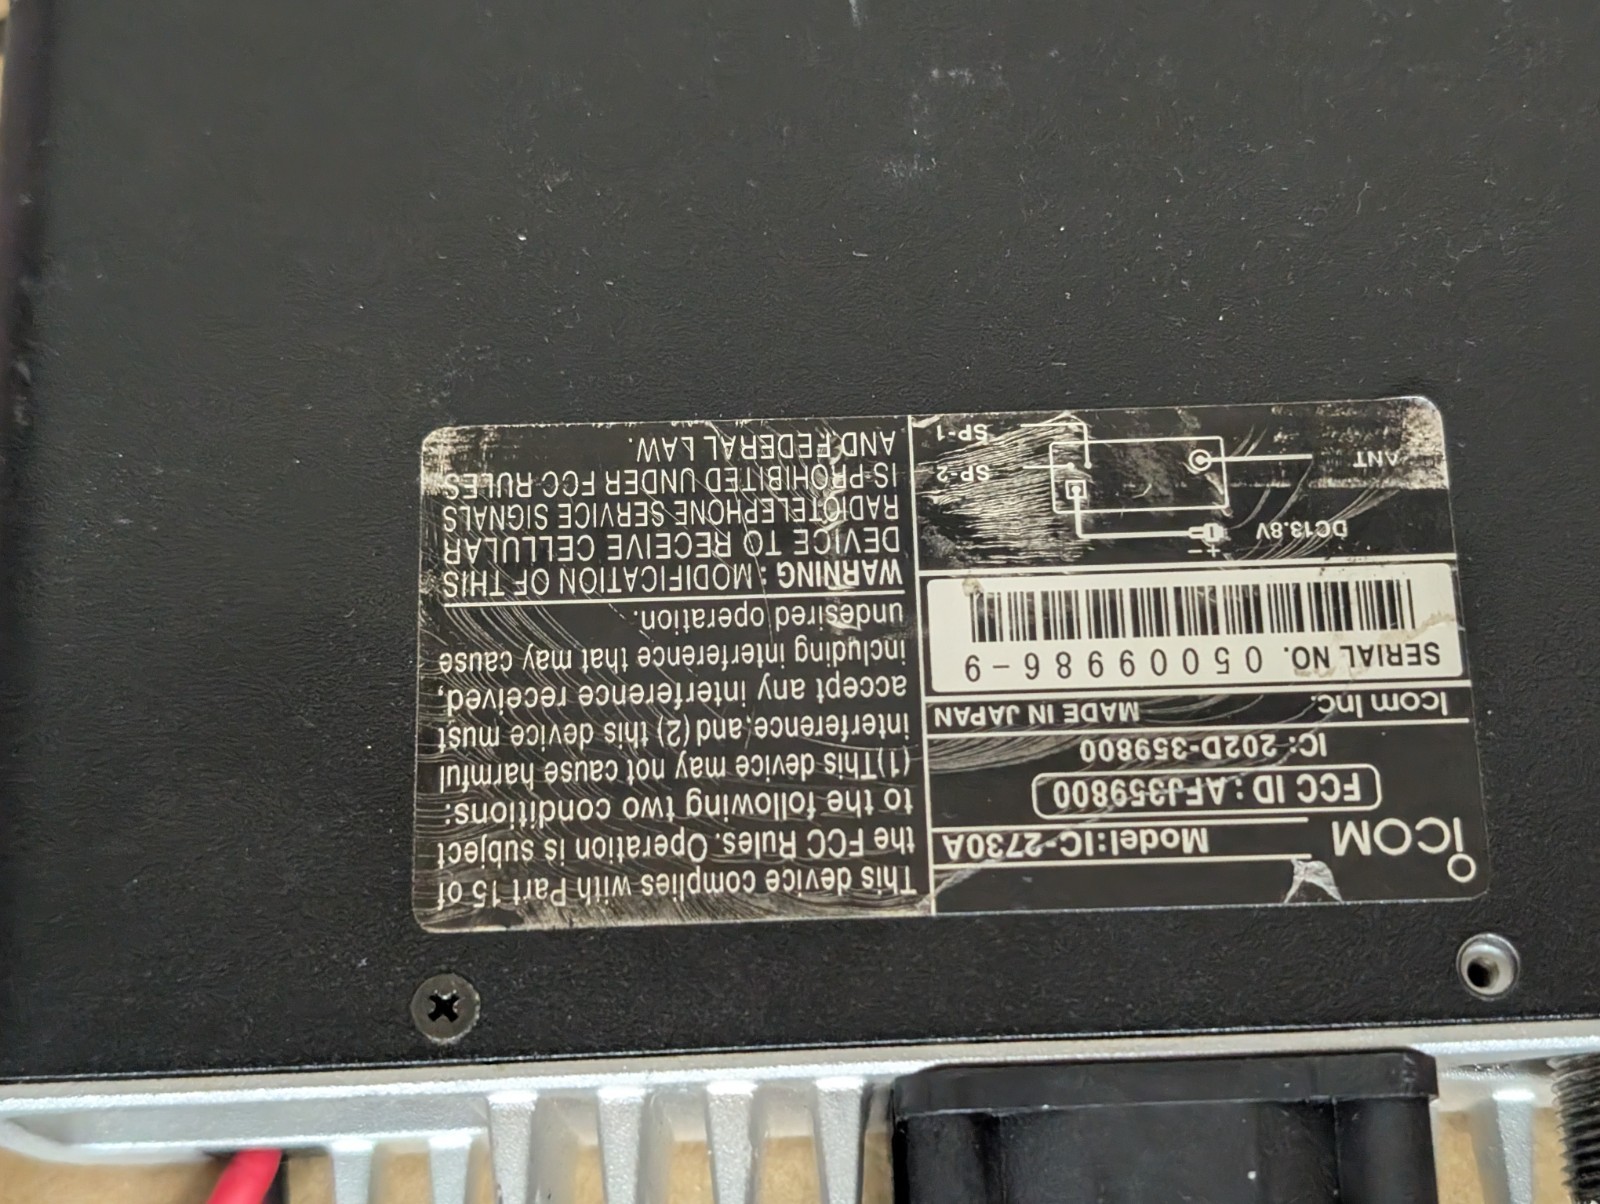 ICOM
Model:IC-2730A
FCC ID: AFJ359800
IC: 202D-359800
Icom Inc. MADE IN JAPAN
SERIAL NO. 05009986-9
DC13.8V
+ −
ANT
SP-2
SP-1
This device complies with Part 15 of
the FCC Rules. Operation is subject
to the following two conditions:
(1)This device may not cause harmful
interference,and (2) this device must
accept any interference received,
including interference that may cause
undesired operation.
WARNING: MODIFICATION OF THIS
DEVICE TO RECEIVE CELLULAR
RADIOTELEPHONE SERVICE SIGNALS
IS PROHIBITED UNDER FCC RULES
AND FEDERAL LAW.